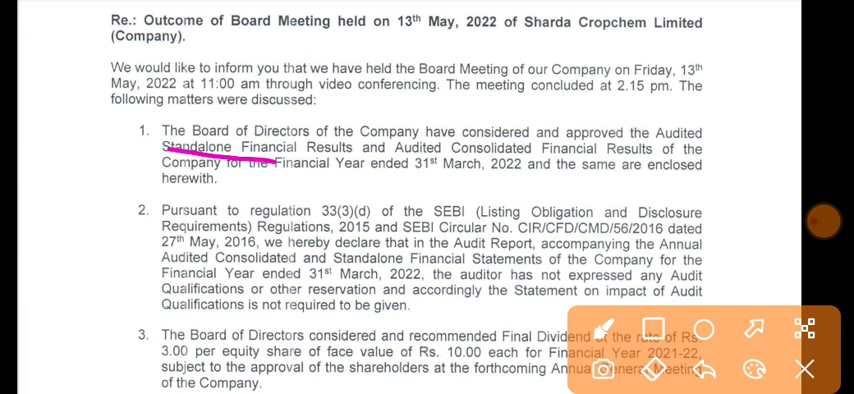 Re.: Outcome of Board Meeting held on 13th May, 2022 of Sharda Cropchem Limited
(Company).
We would like to inform you that we have held the Board Meeting of our Company on Friday, 13th
May, 2022 at 11:00 am through video conferencing. The meeting concluded at 2.15 pm. The
following matters were discussed:
1. The Board of Directors of the Company have considered and approved the Audited
Standalone Financial Results and Audited Consolidated Financial Results of the
Company for the Financial Year ended 31st March, 2022 and the same are enclosed
herewith.
2. Pursuant to regulation 33(3)(d) of the SEBI (Listing Obligation and Disclosure
Requirements) Regulations, 2015 and SEBI Circular No. CIR/CFD/CMD/56/2016 dated
27th May, 2016, we hereby declare that in the Audit Report, accompanying the Annual
Audited Consolidated and Standalone Financial Statements of the Company for the
Financial Year ended 31st March, 2022, the auditor has not expressed any Audit
Qualifications or other reservation and accordingly the Statement on impact of Audit
Qualifications is not required to be given.
3. The Board of Directors considered and recommended Final Dividend at the rate of Rs.
3.00 per equity share of face value of Rs. 10.00 each for Financial Year 2021-22,
subject to the approval of the shareholders at the forthcoming Annual General Meeting
of the Company.